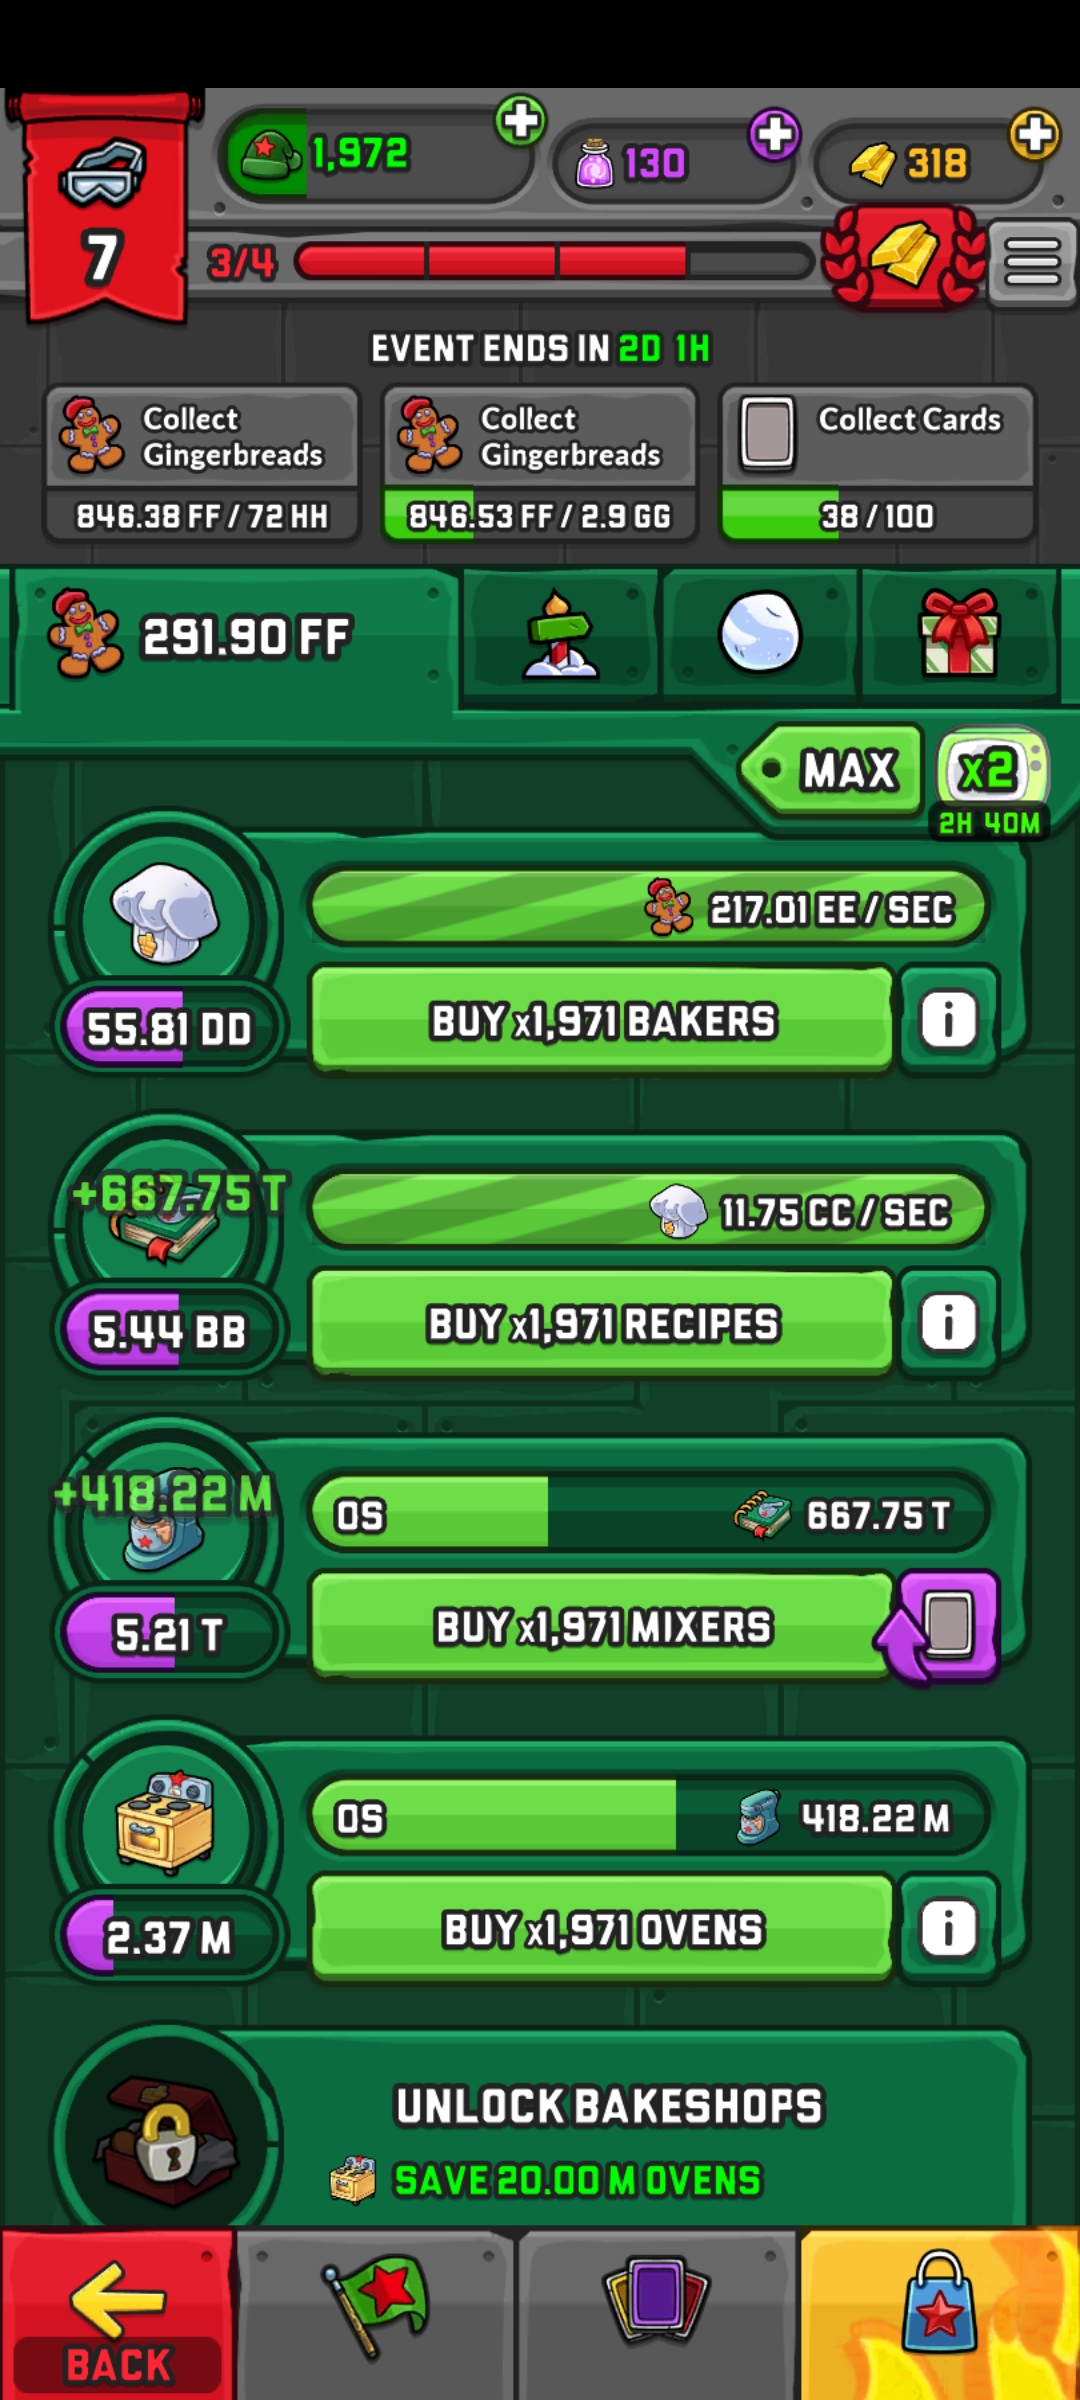 1,972
130
318
7
3/4
EVENT ENDS IN 2D 1H
Collect
Gingerbreads
846.38 FF / 72 HH
Collect
Gingerbreads
846.53 FF / 2.9 GG
Collect Cards
38 / 100
291.90 FF
MAX
x2
2H 40M
217.01 EE / SEC
55.81 DD
BUY x1,971 BAKERS
i
+667.75 T
11.75 CC / SEC
5.44 BB
BUY x1,971 RECIPES
i
+418.22 M
0S
667.75 T
5.21 T
BUY x1,971 MIXERS
0S
418.22 M
2.37 M
BUY x1,971 OVENS
i
UNLOCK BAKESHOPS
SAVE 20.00 M OVENS
BACK